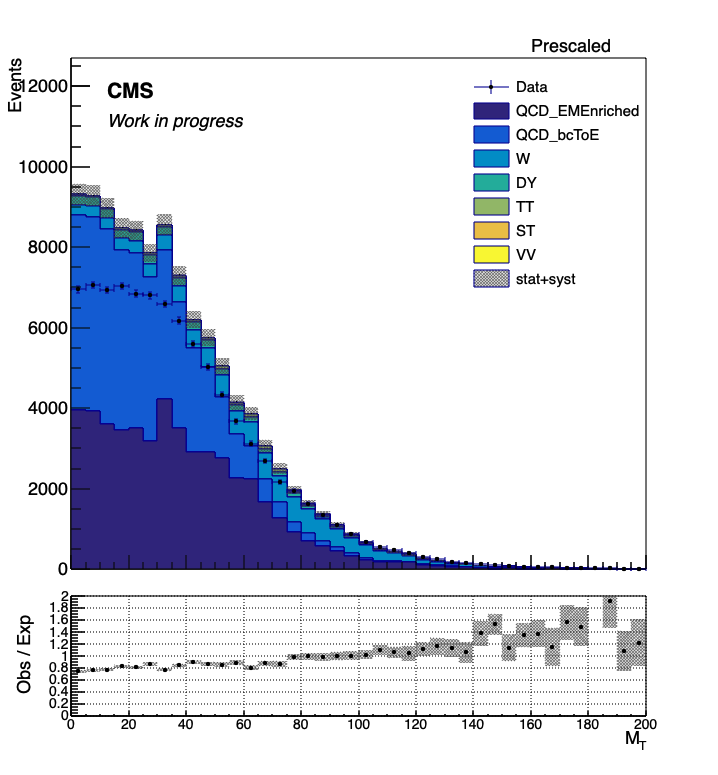 Prescaled
Events
12000
10000
8000
6000
4000
2000
0
CMS
Work in progress
Data
QCD_EMEnriched
QCD_bcToE
W
DY
TT
ST
VV
stat+syst
Obs / Exp
2
1.8
1.6
1.4
1.2
1
0.8
0.6
0.4
0.2
0
0 20 40 60 80 100 120 140 160 180 200
M_T